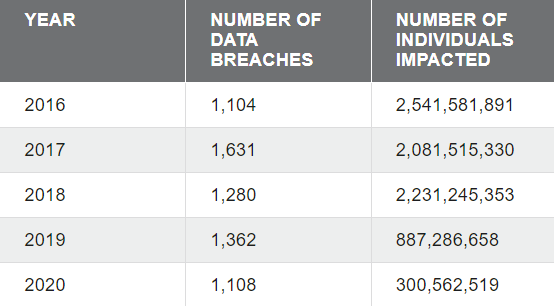 YEAR NUMBER OF DATA BREACHES NUMBER OF INDIVIDUALS IMPACTED
2016 1,104 2,541,581,891
2017 1,631 2,081,515,330
2018 1,280 2,231,245,353
2019 1,362 887,286,658
2020 1,108 300,562,519